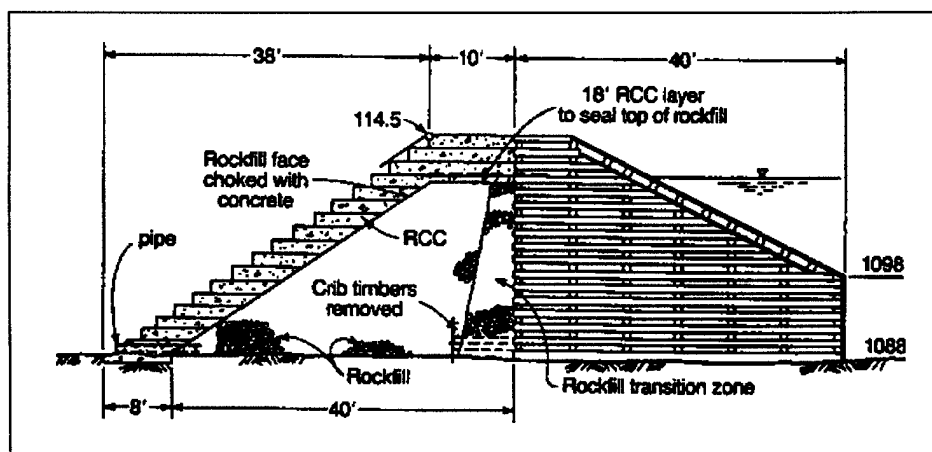 38'
10'
40'
18' RCC layer
to seal top of rockfill
114.5
Rockfill face
choked with
concrete
RCC
pipe
Crib timbers
removed
1098
1088
Rockfill
Rockfill transition zone
8'
40'